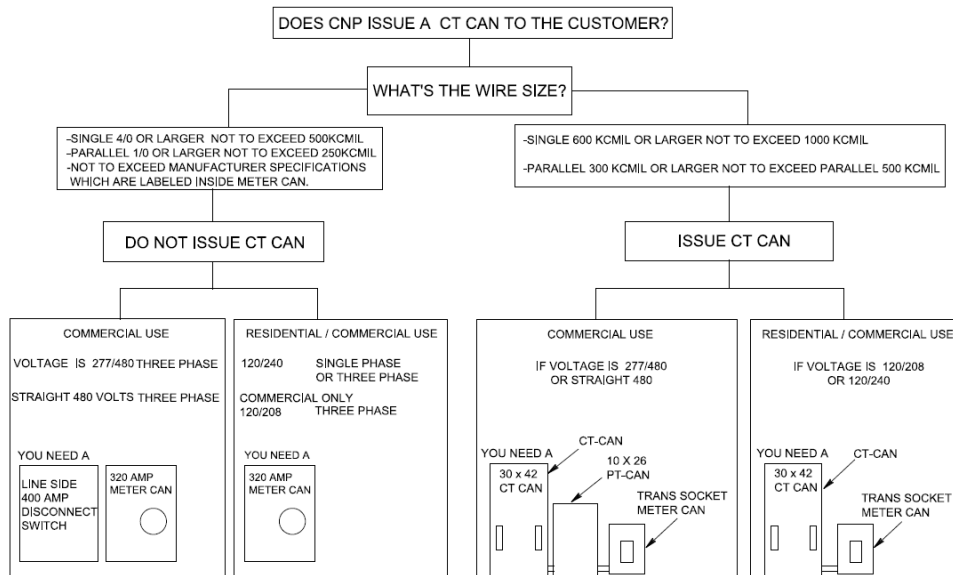 DOES CNP ISSUE A CT CAN TO THE CUSTOMER?
WHAT'S THE WIRE SIZE?
-SINGLE 4/0 OR LARGER NOT TO EXCEED 500KCMIL
-PARALLEL 1/0 OR LARGER NOT TO EXCEED 250KCMIL
-NOT TO EXCEED MANUFACTURER SPECIFICATIONS
WHICH ARE LABELED INSIDE METER CAN.
-SINGLE 600 KCMIL OR LARGER NOT TO EXCEED 1000 KCMIL
-PARALLEL 300 KCMIL OR LARGER NOT TO EXCEED PARALLEL 500 KCMIL
DO NOT ISSUE CT CAN
ISSUE CT CAN
COMMERCIAL USE
VOLTAGE IS 277/480 THREE PHASE
STRAIGHT 480 VOLTS THREE PHASE
YOU NEED A
LINE SIDE
400 AMP
DISCONNECT
SWITCH
320 AMP
METER CAN
RESIDENTIAL / COMMERCIAL USE
120/240 SINGLE PHASE
OR THREE PHASE
COMMERCIAL ONLY
120/208 THREE PHASE
YOU NEED A
320 AMP
METER CAN
COMMERCIAL USE
IF VOLTAGE IS 277/480
OR STRAIGHT 480
YOU NEED A
CT-CAN
30 x 42
CT CAN
10 X 26
PT-CAN
TRANS SOCKET
METER CAN
RESIDENTIAL / COMMERCIAL USE
IF VOLTAGE IS 120/208
OR 120/240
YOU NEED A
CT-CAN
30 x 42
CT CAN
TRANS SOCKET
METER CAN